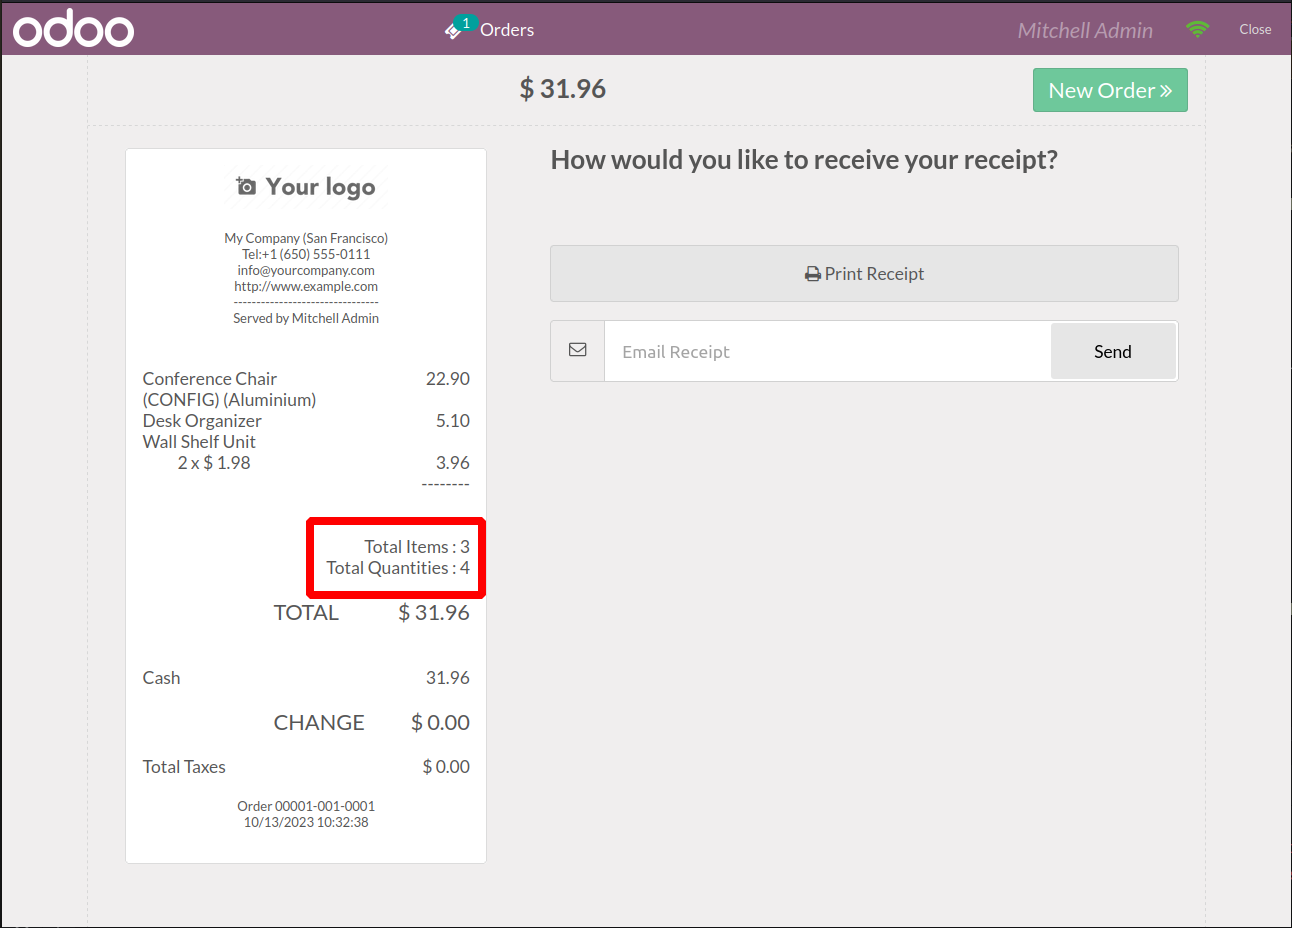 odoo
1 Orders
Mitchell Admin
Close
$ 31.96
New Order »
Your logo
My Company (San Francisco)
Tel:+1 (650) 555-0111
info@yourcompany.com
http://www.example.com
--------------------------------
Served by Mitchell Admin
Conference Chair 22.90
(CONFIG) (Aluminium)
Desk Organizer 5.10
Wall Shelf Unit
2 x $ 1.98 3.96
--------
Total Items : 3
Total Quantities : 4
TOTAL $ 31.96
Cash 31.96
CHANGE $ 0.00
Total Taxes $ 0.00
Order 00001-001-0001
10/13/2023 10:32:38
How would you like to receive your receipt?
Print Receipt
Email Receipt
Send